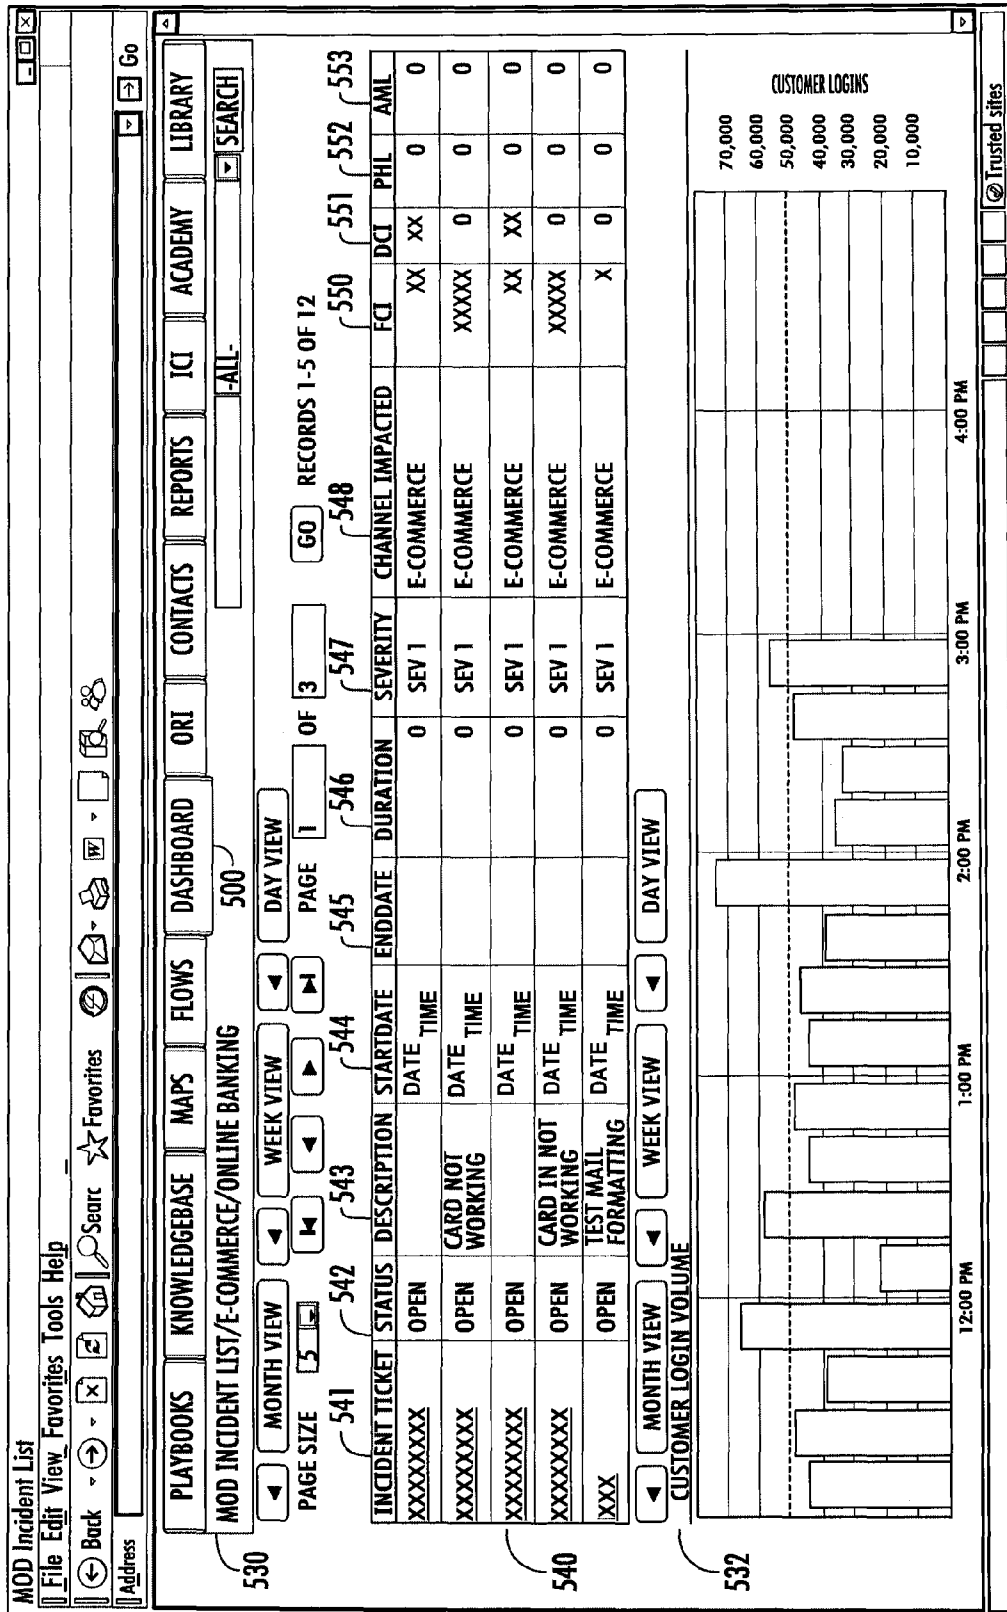 MOD Incident List
File Edit View Favorites Tools Help
Back Searc Favorites W
Address Go
PLAYBOOKS KNOWLEDGEBASE MAPS FLOWS DASHBOARD ORI CONTACTS REPORTS ICI ACADEMY LIBRARY
530 MOD INCIDENT LIST/E-COMMERCE/ONLINE BANKING 500 -ALL- SEARCH
MONTH VIEW WEEK VIEW DAY VIEW
PAGE SIZE 5 PAGE 1 OF 3 GO RECORDS 1-5 OF 12
541 542 543 544 545 546 547 548 550 551 552 553
INCIDENT TICKET STATUS DESCRIPTION STARTDATE ENDDATE DURATION SEVERITY CHANNEL IMPACTED FCI DCI PHL AML
XXXXXXXXX OPEN DATE TIME 0 SEV 1 E-COMMERCE XX XX 0 0
XXXXXXXXX OPEN CARD NOT WORKING DATE TIME 0 SEV 1 E-COMMERCE XXXXX 0 0 0
XXXXXXXXX OPEN DATE TIME 0 SEV 1 E-COMMERCE XX XX 0 0
XXXXXXXXX OPEN CARD IN NOT WORKING DATE TIME 0 SEV 1 E-COMMERCE XXXXX 0 0 0
XXX OPEN TEST MAIL FORMATTING DATE TIME 0 SEV 1 E-COMMERCE X 0 0 0
540
MONTH VIEW WEEK VIEW DAY VIEW
532 CUSTOMER LOGIN VOLUME
70,000
60,000
50,000
40,000
30,000
20,000
10,000
CUSTOMER LOGINS
12:00 PM 1:00 PM 2:00 PM 3:00 PM 4:00 PM
Trusted sites